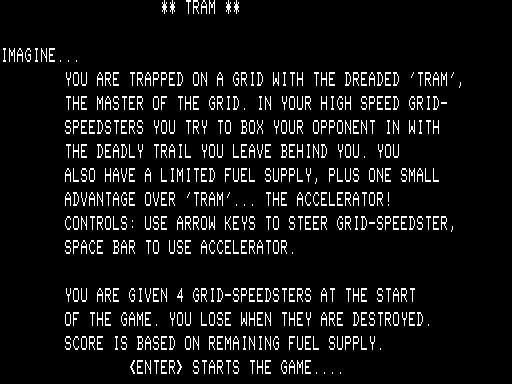 ** TRAM **
IMAGINE...
YOU ARE TRAPPED ON A GRID WITH THE DREADED 'TRAM',
THE MASTER OF THE GRID. IN YOUR HIGH SPEED GRID-
SPEEDSTERS YOU TRY TO BOX YOUR OPPONENT IN WITH
THE DEADLY TRAIL YOU LEAVE BEHIND YOU. YOU
ALSO HAVE A LIMITED FUEL SUPPLY, PLUS ONE SMALL
ADVANTAGE OVER 'TRAM'... THE ACCELERATOR!
CONTROLS: USE ARROW KEYS TO STEER GRID-SPEEDSTER,
SPACE BAR TO USE ACCELERATOR.
YOU ARE GIVEN 4 GRID-SPEEDSTERS AT THE START
OF THE GAME. YOU LOSE WHEN THEY ARE DESTROYED.
SCORE IS BASED ON REMAINING FUEL SUPPLY.
<ENTER> STARTS THE GAME....